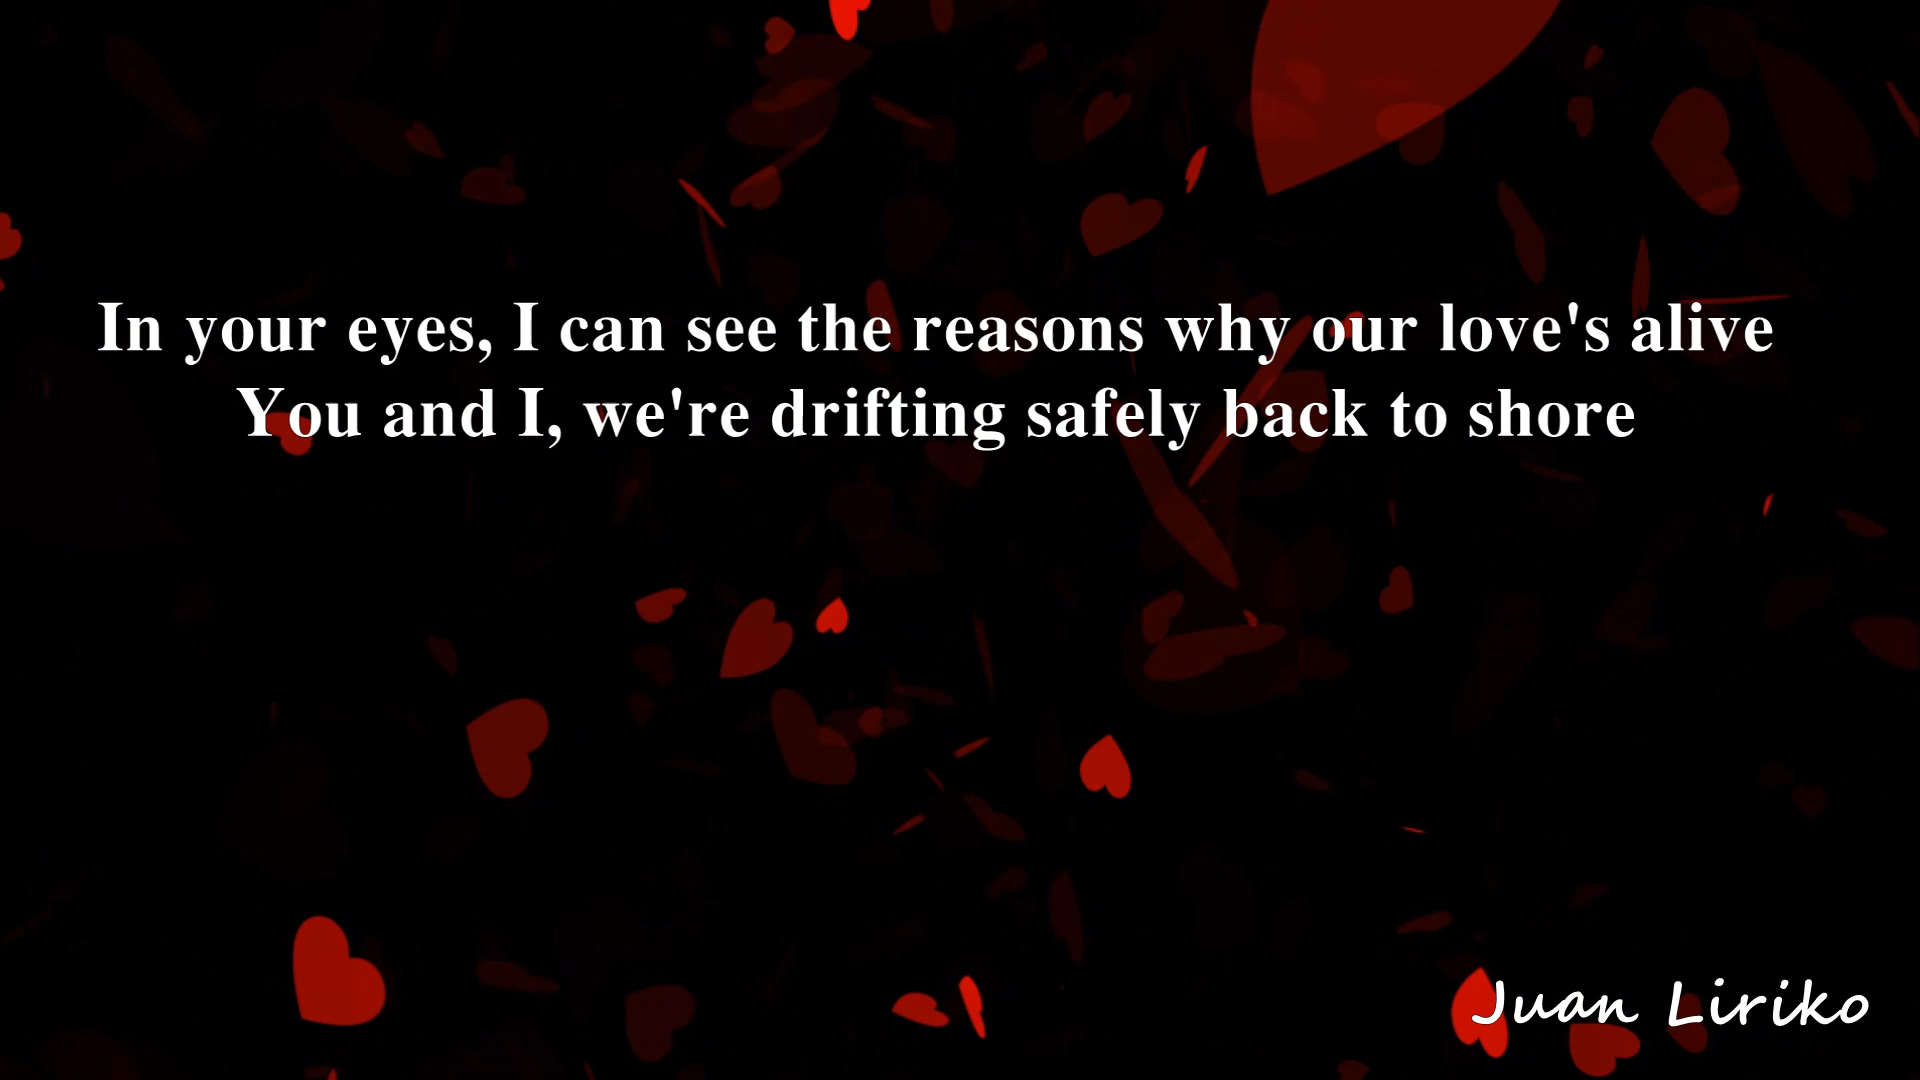 In your eyes, I can see the reasons why our love's alive
You and I, we're drifting safely back to shore
Juan Liriko